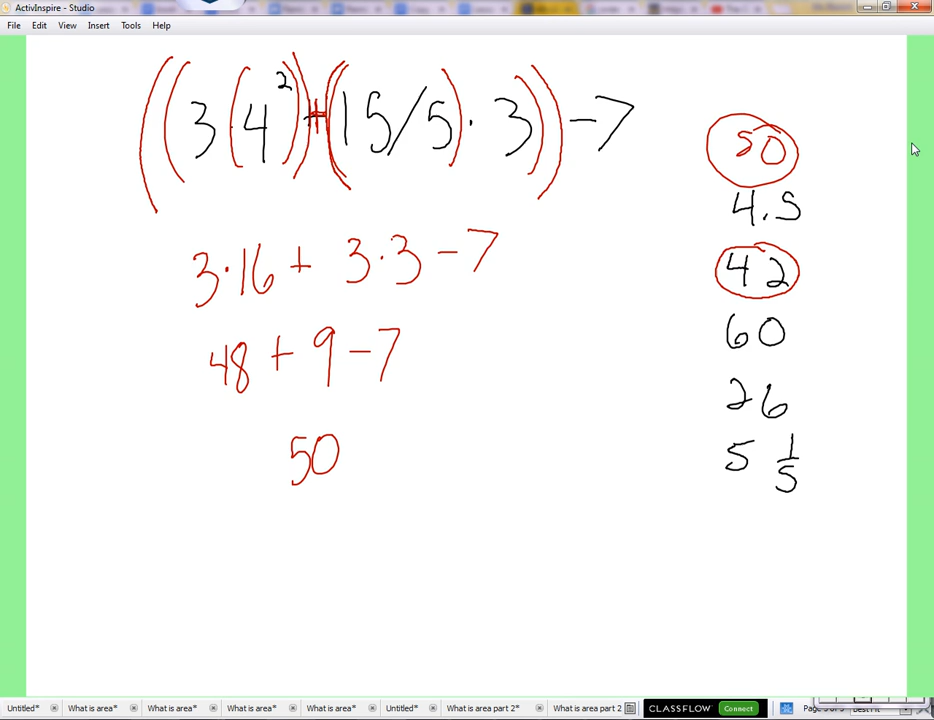 ActivInspire - Studio
File Edit View Insert Tools Help
((3(4²)) + ((15/5) · 3)) - 7
3·16 + 3·3 - 7
48 + 9 - 7
50
50
4.5
42
60
26
5 1/5
Untitled* What is area* What is area* What is area* What is area* Untitled* What is area part 2* What is area part 2 CLASSFLOW Connect